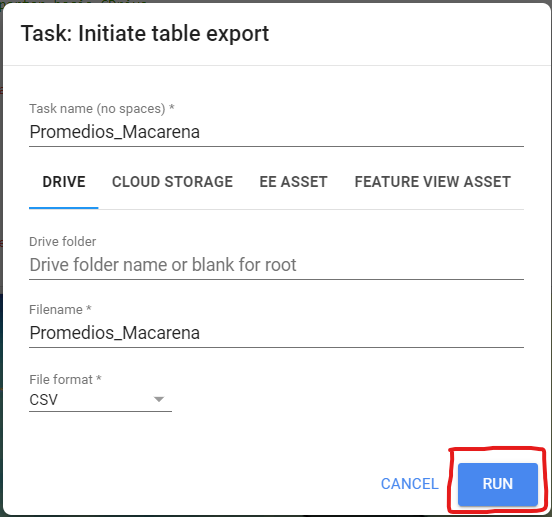 Task: Initiate table export
Task name (no spaces) *
Promedios_Macarena
DRIVE CLOUD STORAGE EE ASSET FEATURE VIEW ASSET
Drive folder
Drive folder name or blank for root
Filename *
Promedios_Macarena
File format *
CSV
CANCEL RUN